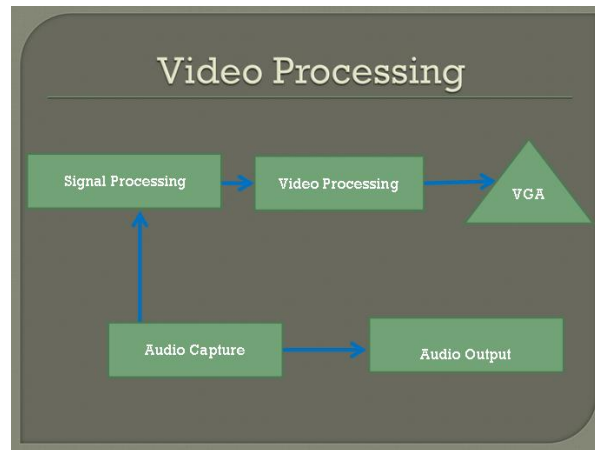 Video Processing
Signal Processing
Video Processing
VGA
Audio Capture
Audio Output